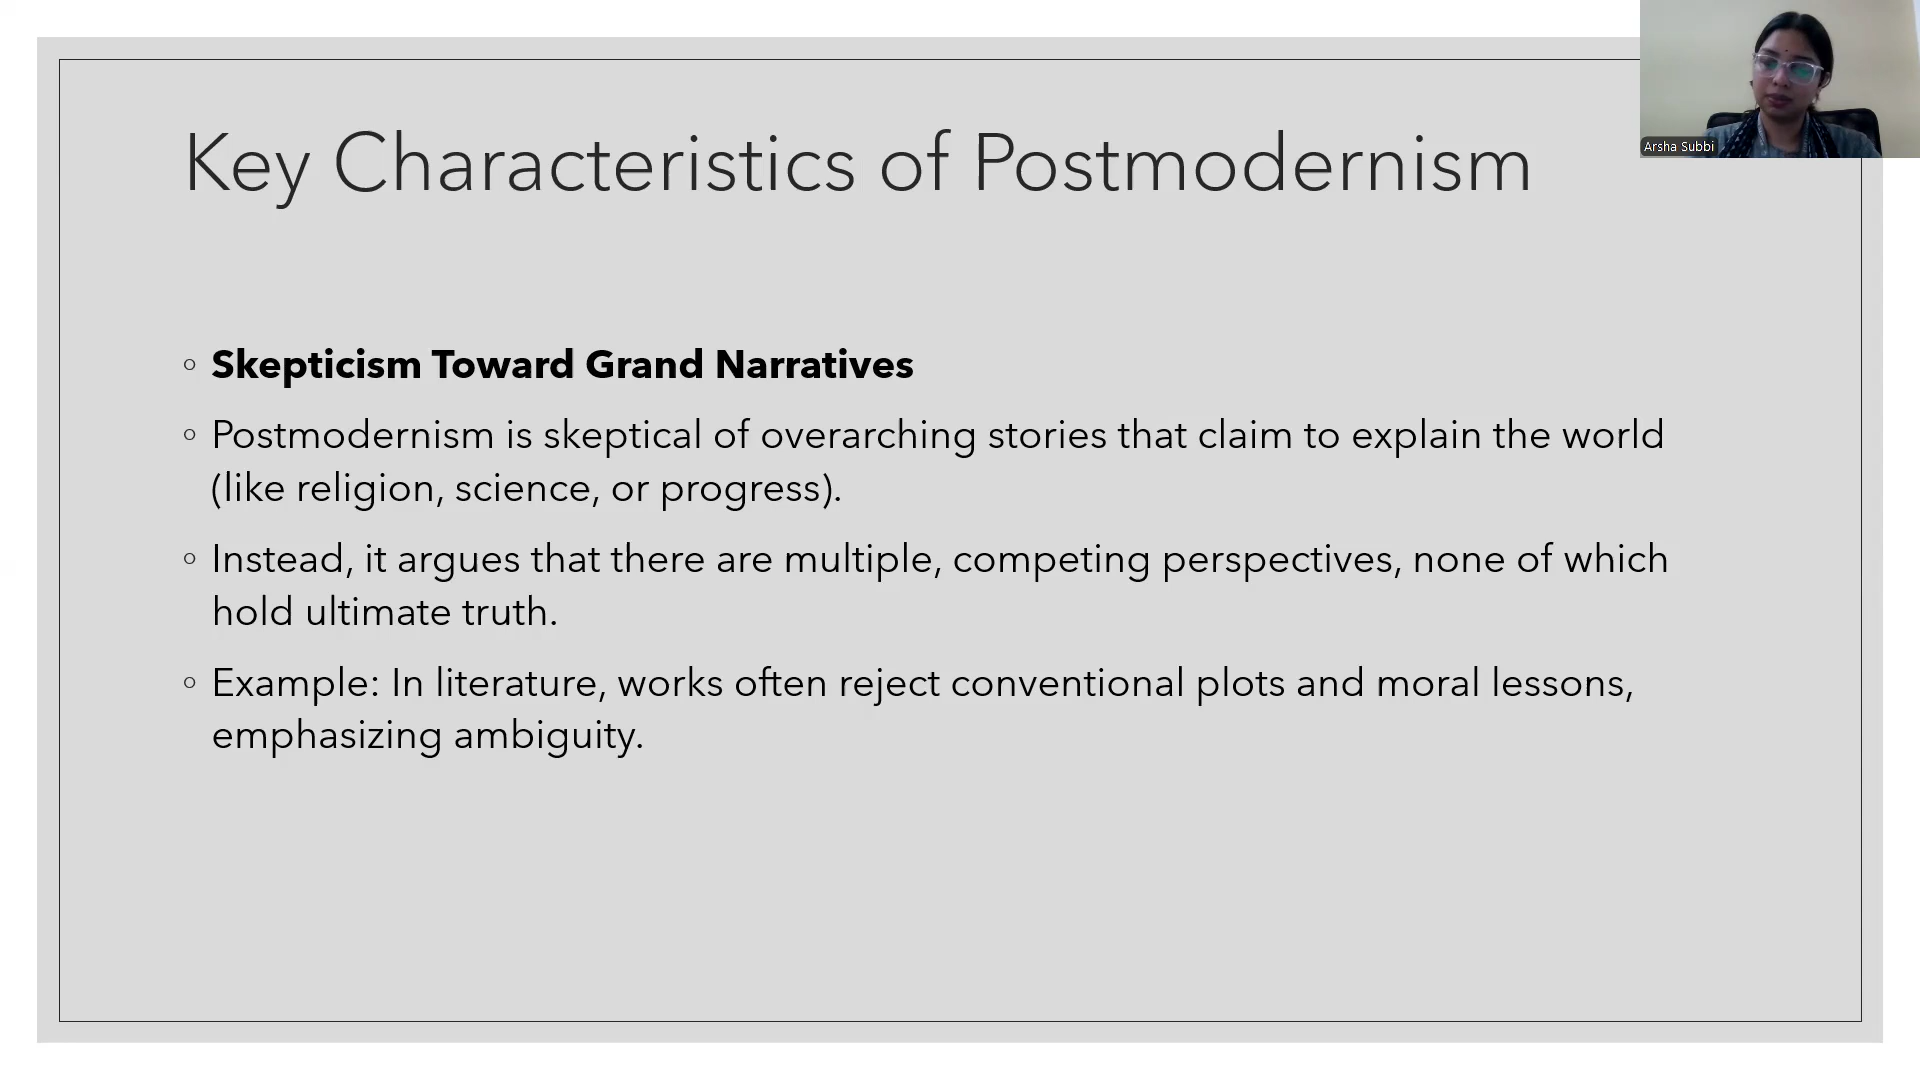 Key Characteristics of Postmodernism
Arsha Subbi
◦ Skepticism Toward Grand Narratives
◦ Postmodernism is skeptical of overarching stories that claim to explain the world
(like religion, science, or progress).
◦ Instead, it argues that there are multiple, competing perspectives, none of which
hold ultimate truth.
◦ Example: In literature, works often reject conventional plots and moral lessons,
emphasizing ambiguity.